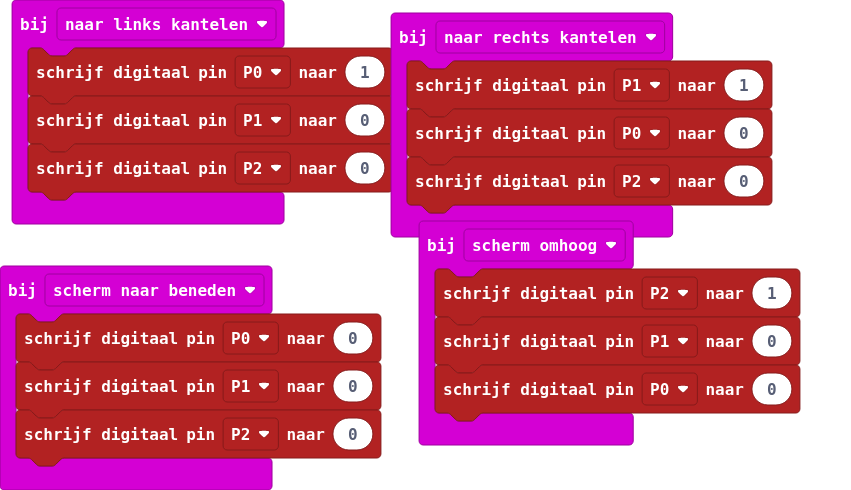 bij naar links kantelen
schrijf digitaal pin P0 naar 1
schrijf digitaal pin P1 naar 0
schrijf digitaal pin P2 naar 0
bij naar rechts kantelen
schrijf digitaal pin P1 naar 1
schrijf digitaal pin P0 naar 0
schrijf digitaal pin P2 naar 0
bij scherm naar beneden
schrijf digitaal pin P0 naar 0
schrijf digitaal pin P1 naar 0
schrijf digitaal pin P2 naar 0
bij scherm omhoog
schrijf digitaal pin P2 naar 1
schrijf digitaal pin P1 naar 0
schrijf digitaal pin P0 naar 0